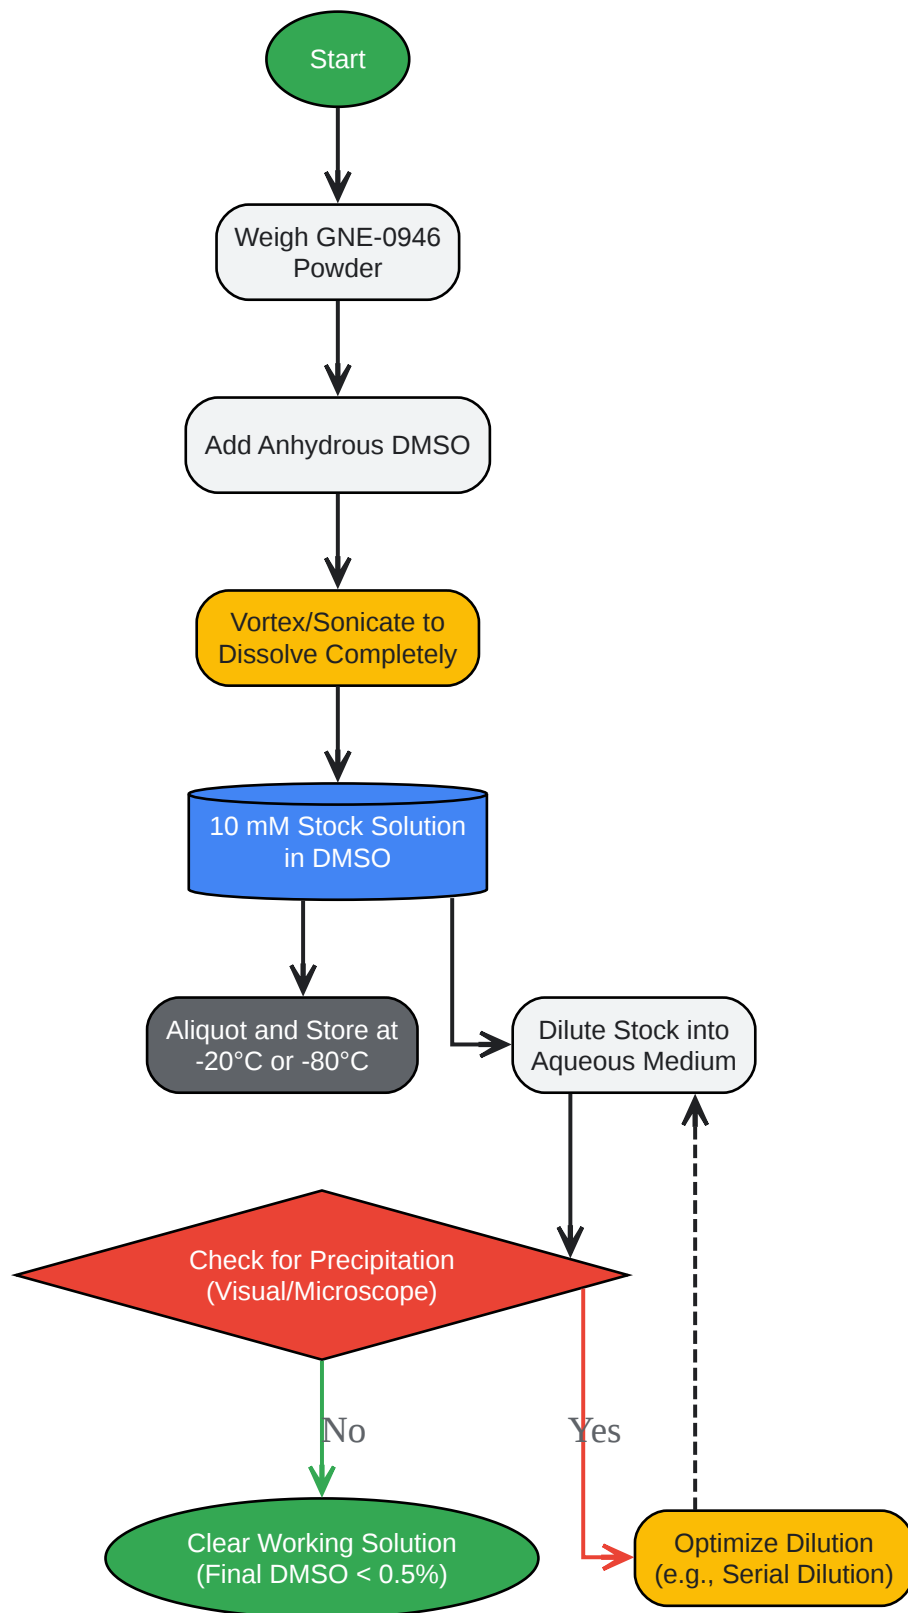 Start
Weigh GNE-0946
Powder
Add Anhydrous DMSO
Vortex/Sonicate to
Dissolve Completely
10 mM Stock Solution
in DMSO
Aliquot and Store at
-20°C or -80°C
Dilute Stock into
Aqueous Medium
Check for Precipitation
(Visual/Microscope)
No
Yes
Clear Working Solution
(Final DMSO < 0.5%)
Optimize Dilution
(e.g., Serial Dilution)